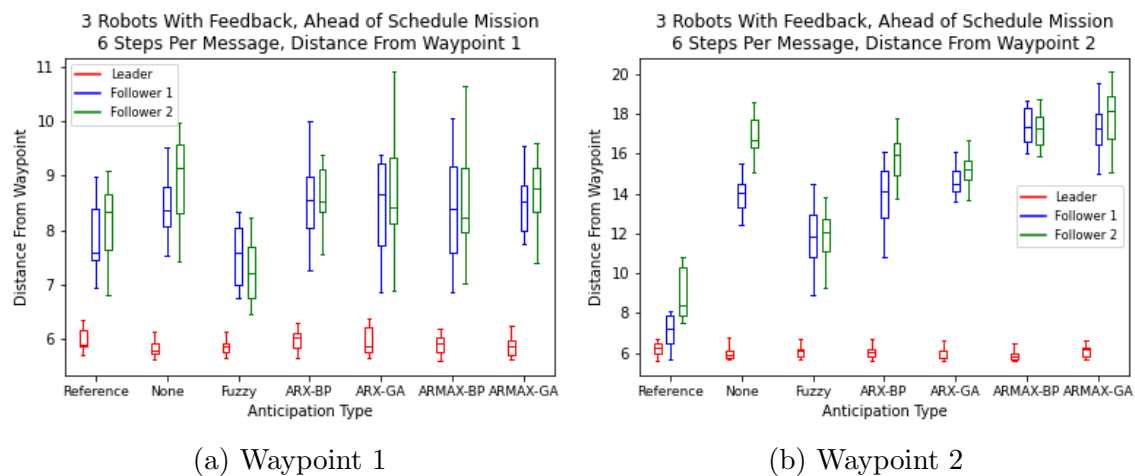 3 Robots With Feedback, Ahead of Schedule Mission
6 Steps Per Message, Distance From Waypoint 1
11
10
9
8
7
6
Distance From Waypoint
Leader
Follower 1
Follower 2
Reference None Fuzzy ARX-BP ARX-GA ARMAX-BP ARMAX-GA
Anticipation Type
(a) Waypoint 1
3 Robots With Feedback, Ahead of Schedule Mission
6 Steps Per Message, Distance From Waypoint 2
20
18
16
14
12
10
8
6
Distance From Waypoint
Leader
Follower 1
Follower 2
Reference None Fuzzy ARX-BP ARX-GA ARMAX-BP ARMAX-GA
Anticipation Type
(b) Waypoint 2